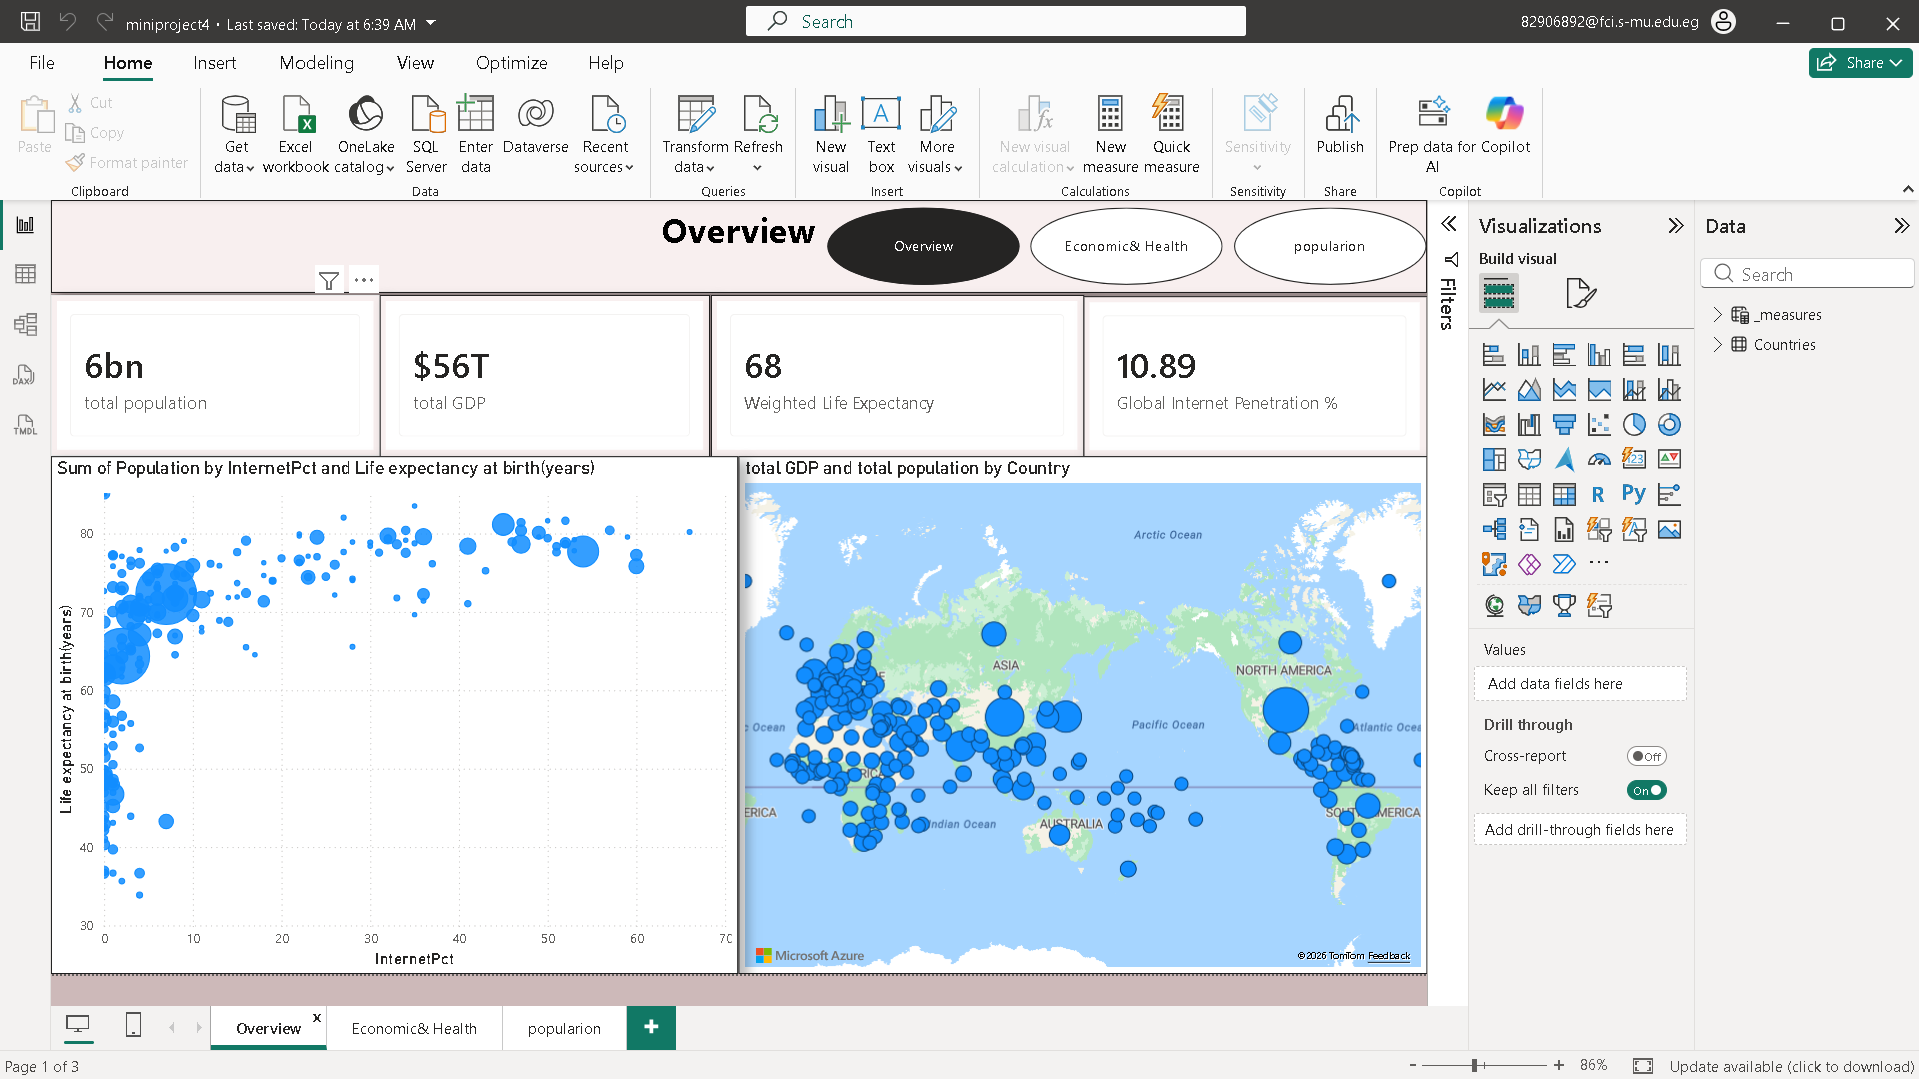 miniproject4 • Last saved: Today at 6:39 AM
Search
82906892@fci.s-mu.edu.eg
File
Home
Insert
Modeling
View
Optimize
Help
Share
Paste
Cut
Copy
Format painter
Clipboard
Get data
Excel workbook
OneLake catalog
SQL Server
Enter data
Dataverse
Recent sources
Data
Transform data
Refresh
Queries
New visual
Text box
More visuals
Insert
New visual calculation
New measure
Quick measure
Calculations
Sensitivity
Sensitivity
Publish
Share
Prep data for AI
Copilot
Copilot
Overview
Overview
Economic& Health
popularion
6bn
total population
$56T
total GDP
68
Weighted Life Expectancy
10.89
Global Internet Penetration %
Sum of Population by InternetPct and Life expectancy at birth(years)
Life expectancy at birth(years)
80
70
60
50
40
30
0
10
20
30
40
50
60
70
InternetPct
total GDP and total population by Country
Arctic Ocean
ASIA
NORTH AMERICA
Pacific Ocean
c Ocean
Atlantic Ocean
ERICA
Indian Ocean
AUSTRALIA
Microsoft Azure
©2026 TomTom Feedback
Filters
Visualizations
Build visual
123
R
Py
Values
Add data fields here
Drill through
Cross-report
Off
Keep all filters
On
Add drill-through fields here
Data
Search
_measures
Countries
DAX
TMDL
Overview
x
Economic& Health
popularion
+
Page 1 of 3
- + 86%
Update available (click to download)